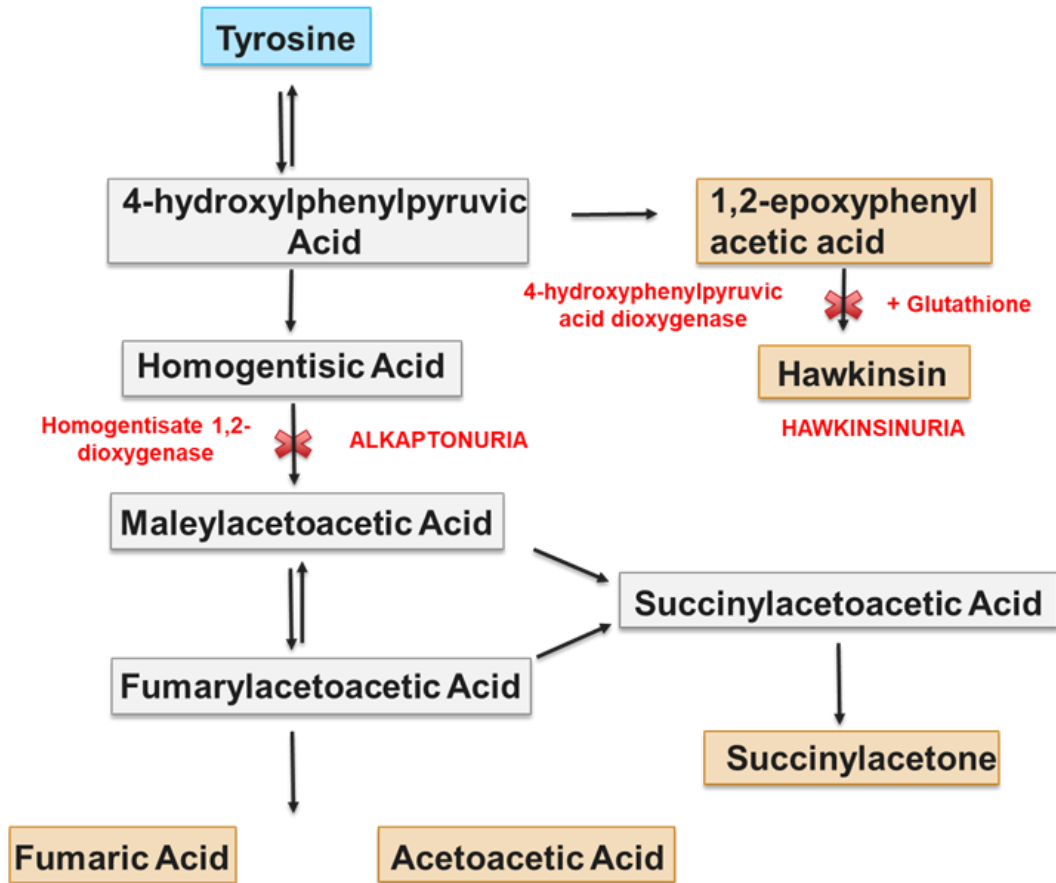 Tyrosine
4-hydroxylphenylpyruvic
Acid
1,2-epoxyphenyl
acetic acid
4-hydroxyphenylpyruvic
acid dioxygenase
+ Glutathione
Homogentisic Acid
Hawkinsin
Homogentisate 1,2-
dioxygenase
ALKAPTONURIA
HAWKINSINURIA
Maleylacetoacetic Acid
Succinylacetoacetic Acid
Fumarylacetoacetic Acid
Succinylacetone
Fumaric Acid
Acetoacetic Acid